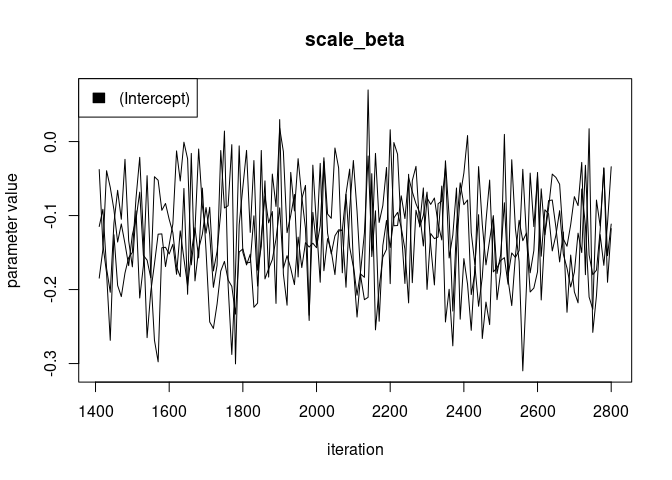 scale_beta
(Intercept)
parameter value
0.0
-0.1
-0.2
-0.3
1400 1600 1800 2000 2200 2400 2600 2800
iteration